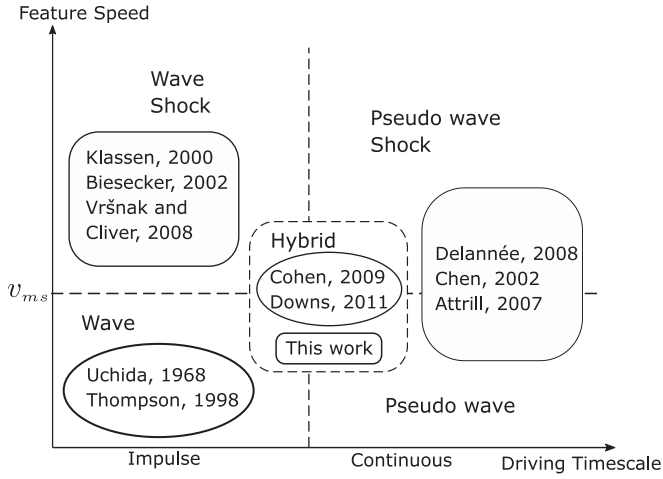 Feature Speed
Wave
Shock
Klassen, 2000
Biesecker, 2002
Vršnak and
Cliver, 2008
Pseudo wave
Shock
Hybrid
Cohen, 2009
Downs, 2011
This work
Delannée, 2008
Chen, 2002
Attrill, 2007
v_ms
Wave
Uchida, 1968
Thompson, 1998
Pseudo wave
Impulse
Continuous
Driving Timescale